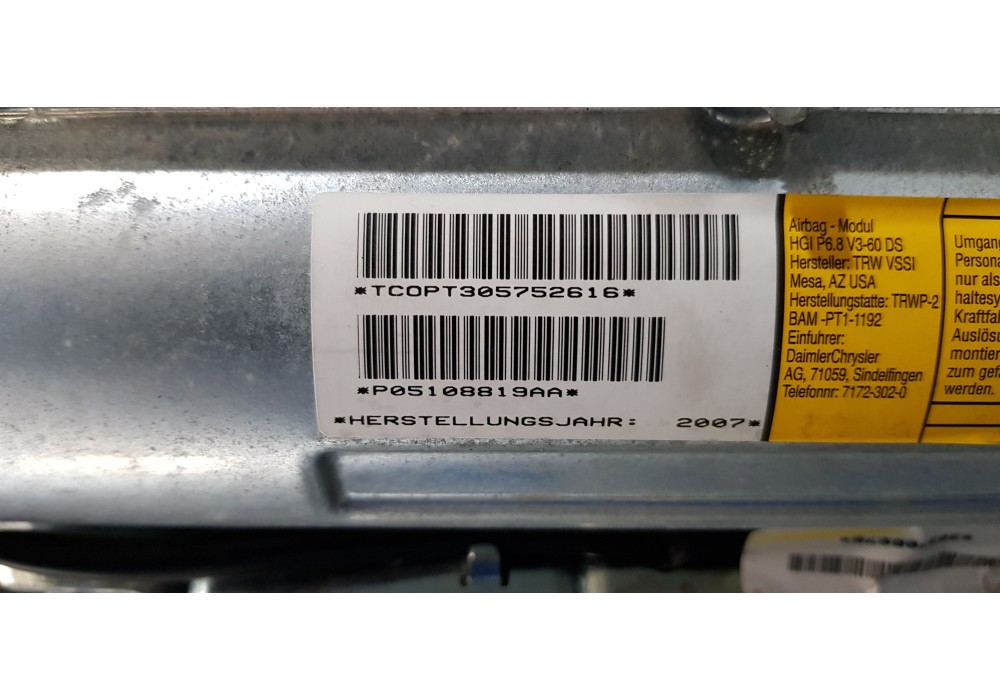 *TCOPT305752616*
*P05108819AA*
*HERSTELLUNGSJAHR: 2007*
Airbag - Modul
HGI P6.8 V3-60 DS
Hersteller: TRW VSSI
Mesa, AZ USA
Herstellungstatte: TRWP-2
BAM -PT1-1192
Einfuhrer:
DaimlerChrysler
AG, 71059, Sindelfingen
Telefonnr: 7172-302-0
Umgan
Persona
nur als
haltesy
Kraftfal
Auslösu
montier
zum gef
werden.